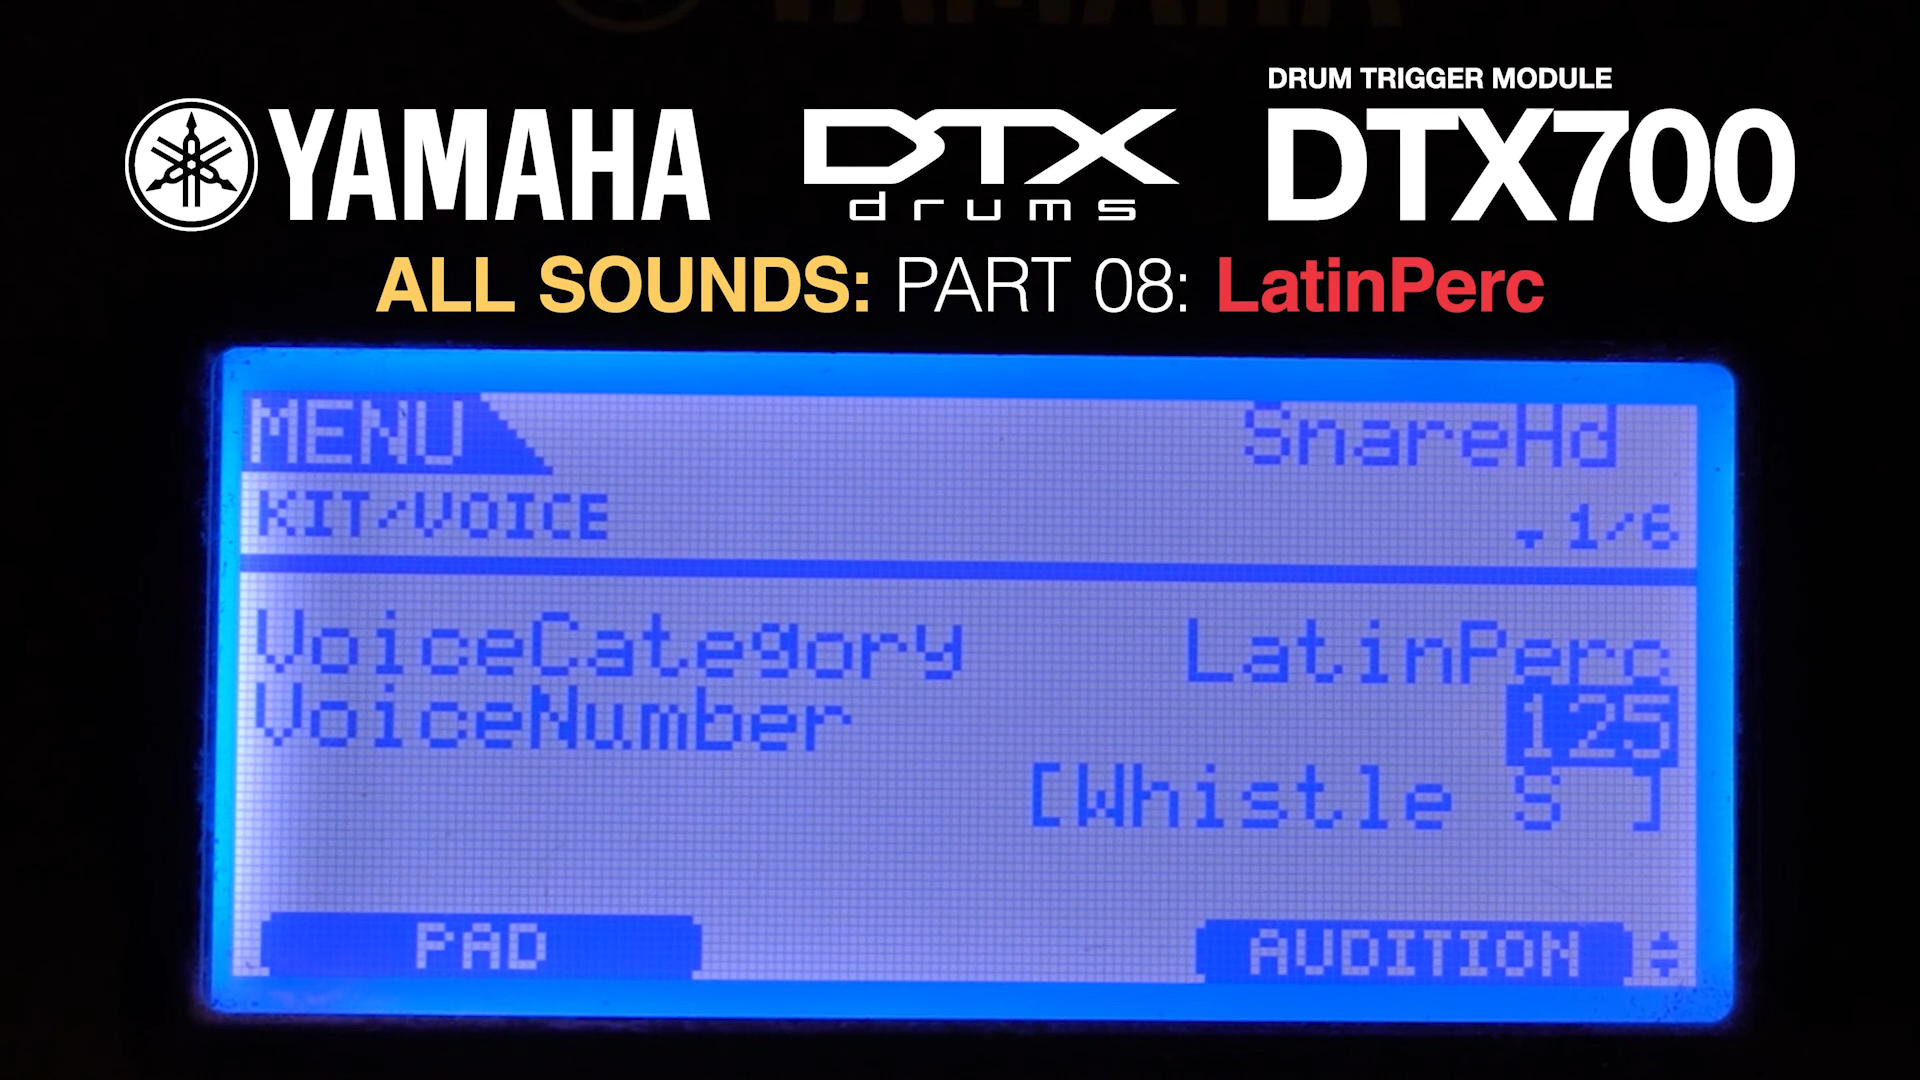 DRUM TRIGGER MODULE
YAMAHA DTX drums DTX700
ALL SOUNDS: PART 08: LatinPerc
MENU SnareHd
KIT/VOICE 1/6
VoiceCategory LatinPerc
VoiceNumber 125
[Whistle S ]
PAD AUDITION